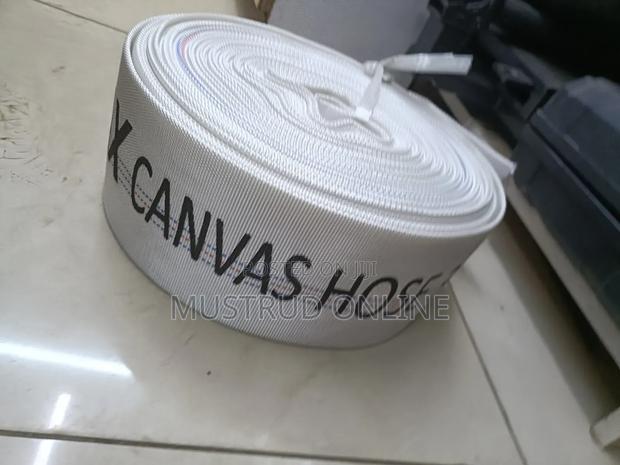 X CANVAS HOSE
MUSTRUD ONLINE